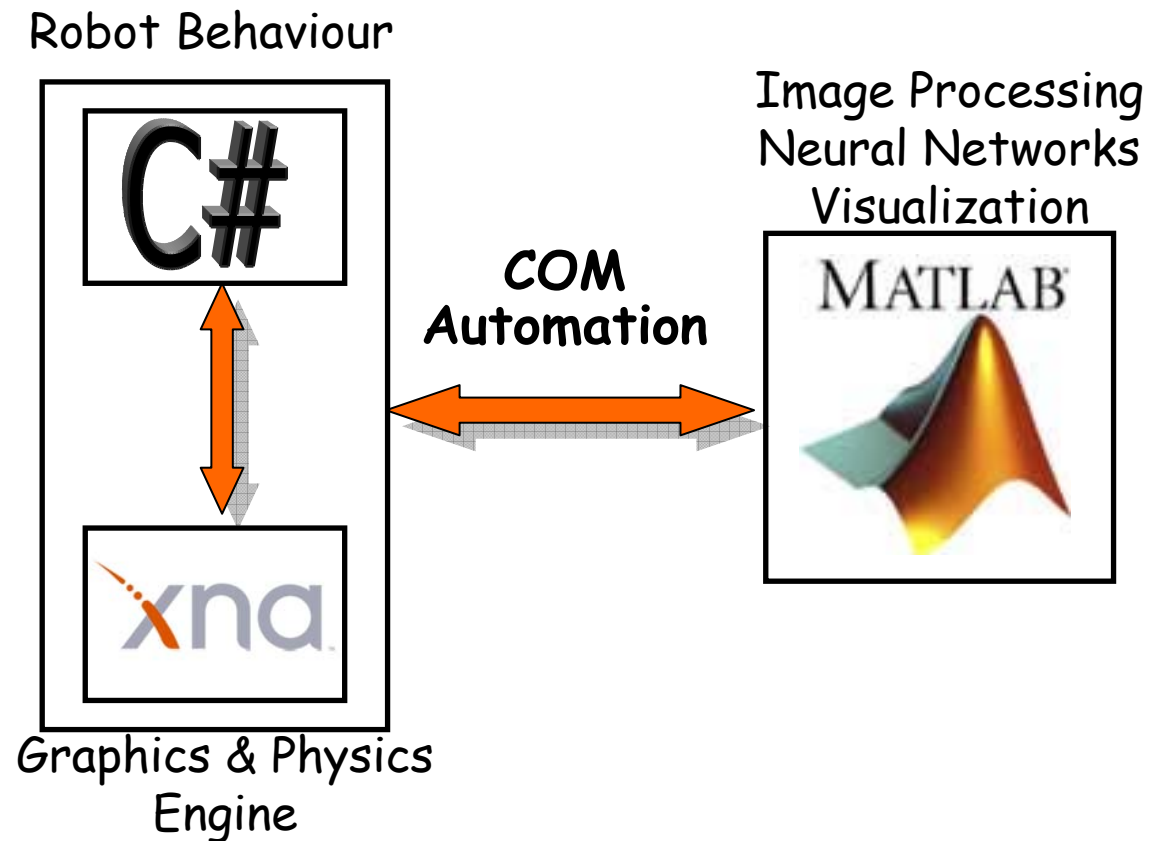 Robot Behaviour
C#
xna
Graphics & Physics
Engine
COM
Automation
Image Processing
Neural Networks
Visualization
MATLAB